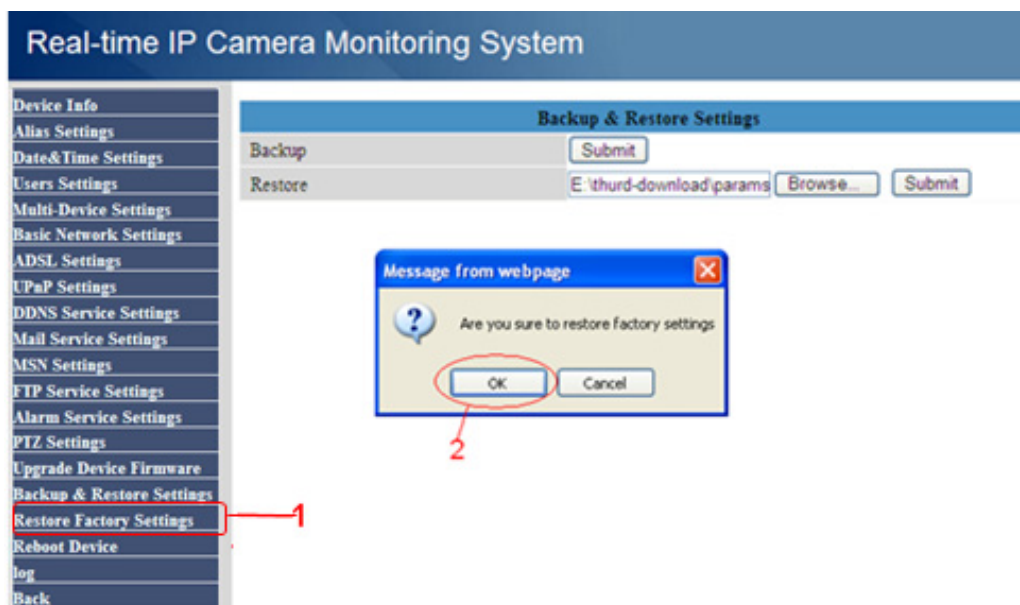 Real-time IP Camera Monitoring System
Device Info
Alias Settings
Date&Time Settings
Users Settings
Multi-Device Settings
Basic Network Settings
ADSL Settings
UPnP Settings
DDNS Service Settings
Mail Service Settings
MSN Settings
FTP Service Settings
Alarm Service Settings
PTZ Settings
Upgrade Device Firmware
Backup & Restore Settings
Restore Factory Settings
Reboot Device
log
Back
1
Backup & Restore Settings
Backup Submit
Restore E:\thurd-download\params Browse... Submit
Message from webpage
Are you sure to restore factory settings
OK Cancel
2